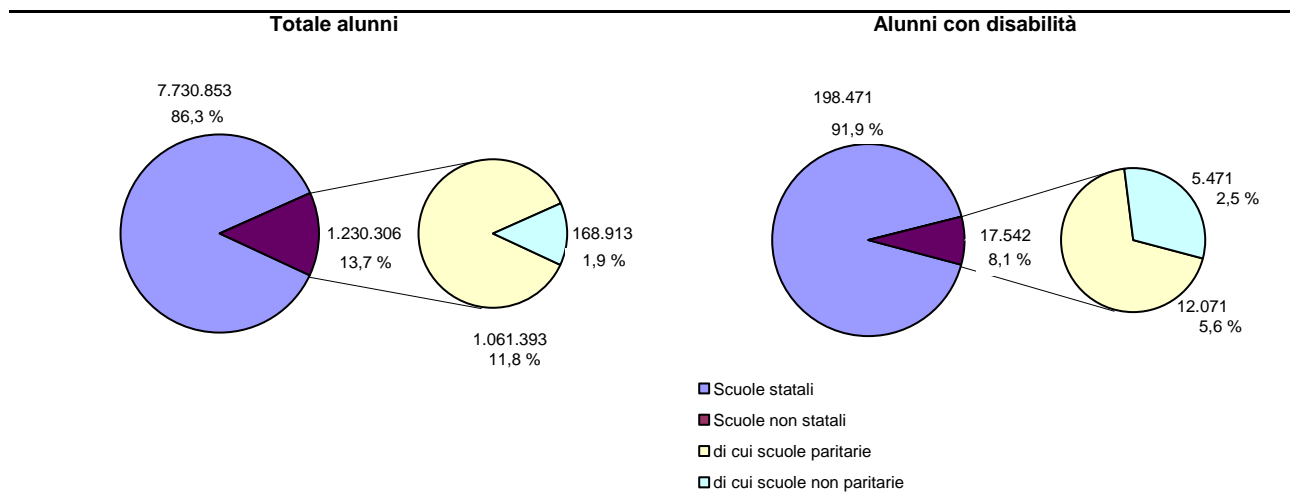 Totale alunni
Alunni con disabilità
7.730.853
86,3 %
1.230.306
13,7 %
168.913
1,9 %
1.061.393
11,8 %
198.471
91,9 %
17.542
8,1 %
5.471
2,5 %
12.071
5,6 %
Scuole statali
Scuole non statali
di cui scuole paritarie
di cui scuole non paritarie